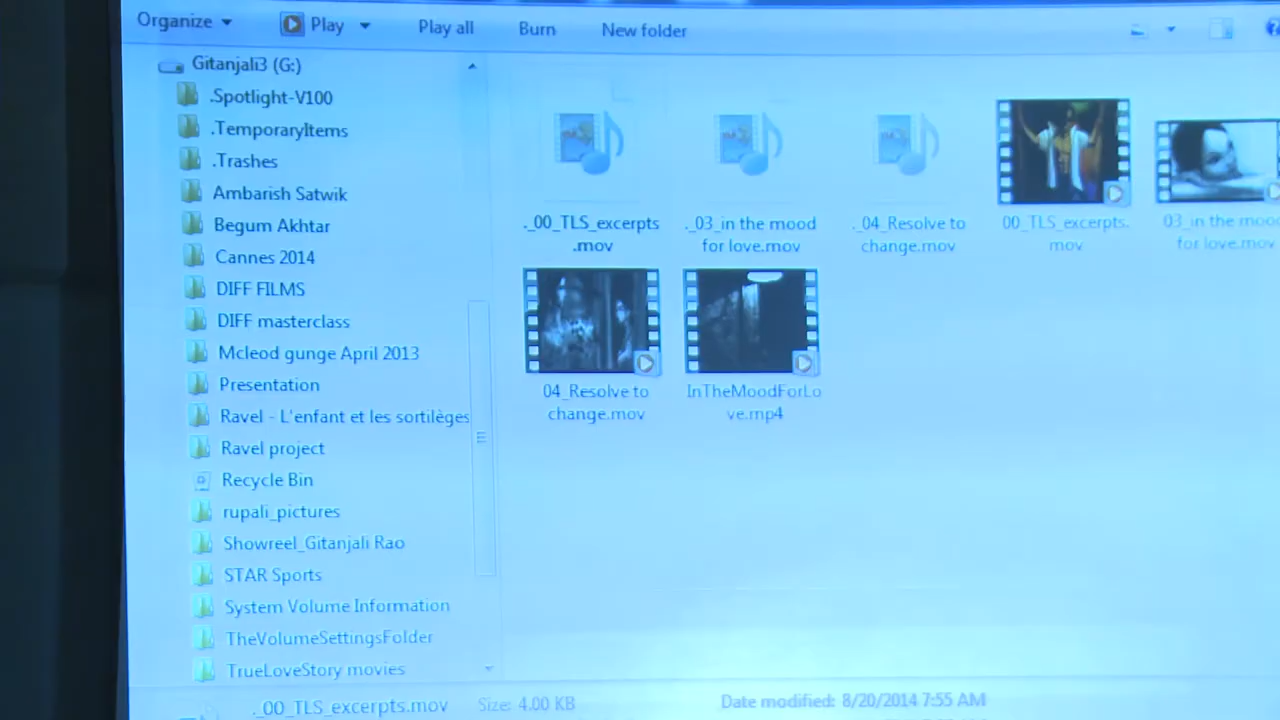 Organize Play Play all Burn New folder
Gitanjali3 (G:)
.Spotlight-V100
.TemporaryItems
.Trashes
Ambarish Satwik
Begum Akhtar
Cannes 2014
DIFF FILMS
DIFF masterclass
Mcleod gunge April 2013
Presentation
Ravel - L'enfant et les sortilèges
Ravel project
Recycle Bin
rupali_pictures
Showreel_Gitanjali Rao
STAR Sports
System Volume Information
TheVolumeSettingsFolder
TrueLoveStory movies
._00_TLS_excerpts
.mov
._03_in the mood
for love.mov
._04_Resolve to
change.mov
00_TLS_excerpts.
mov
03_in the mood
for love.mov
04_Resolve to
change.mov
InTheMoodForLo
ve.mp4
._00_TLS_excerpts.mov Size: 4.00 KB Date modified: 8/20/2014 7:55 AM